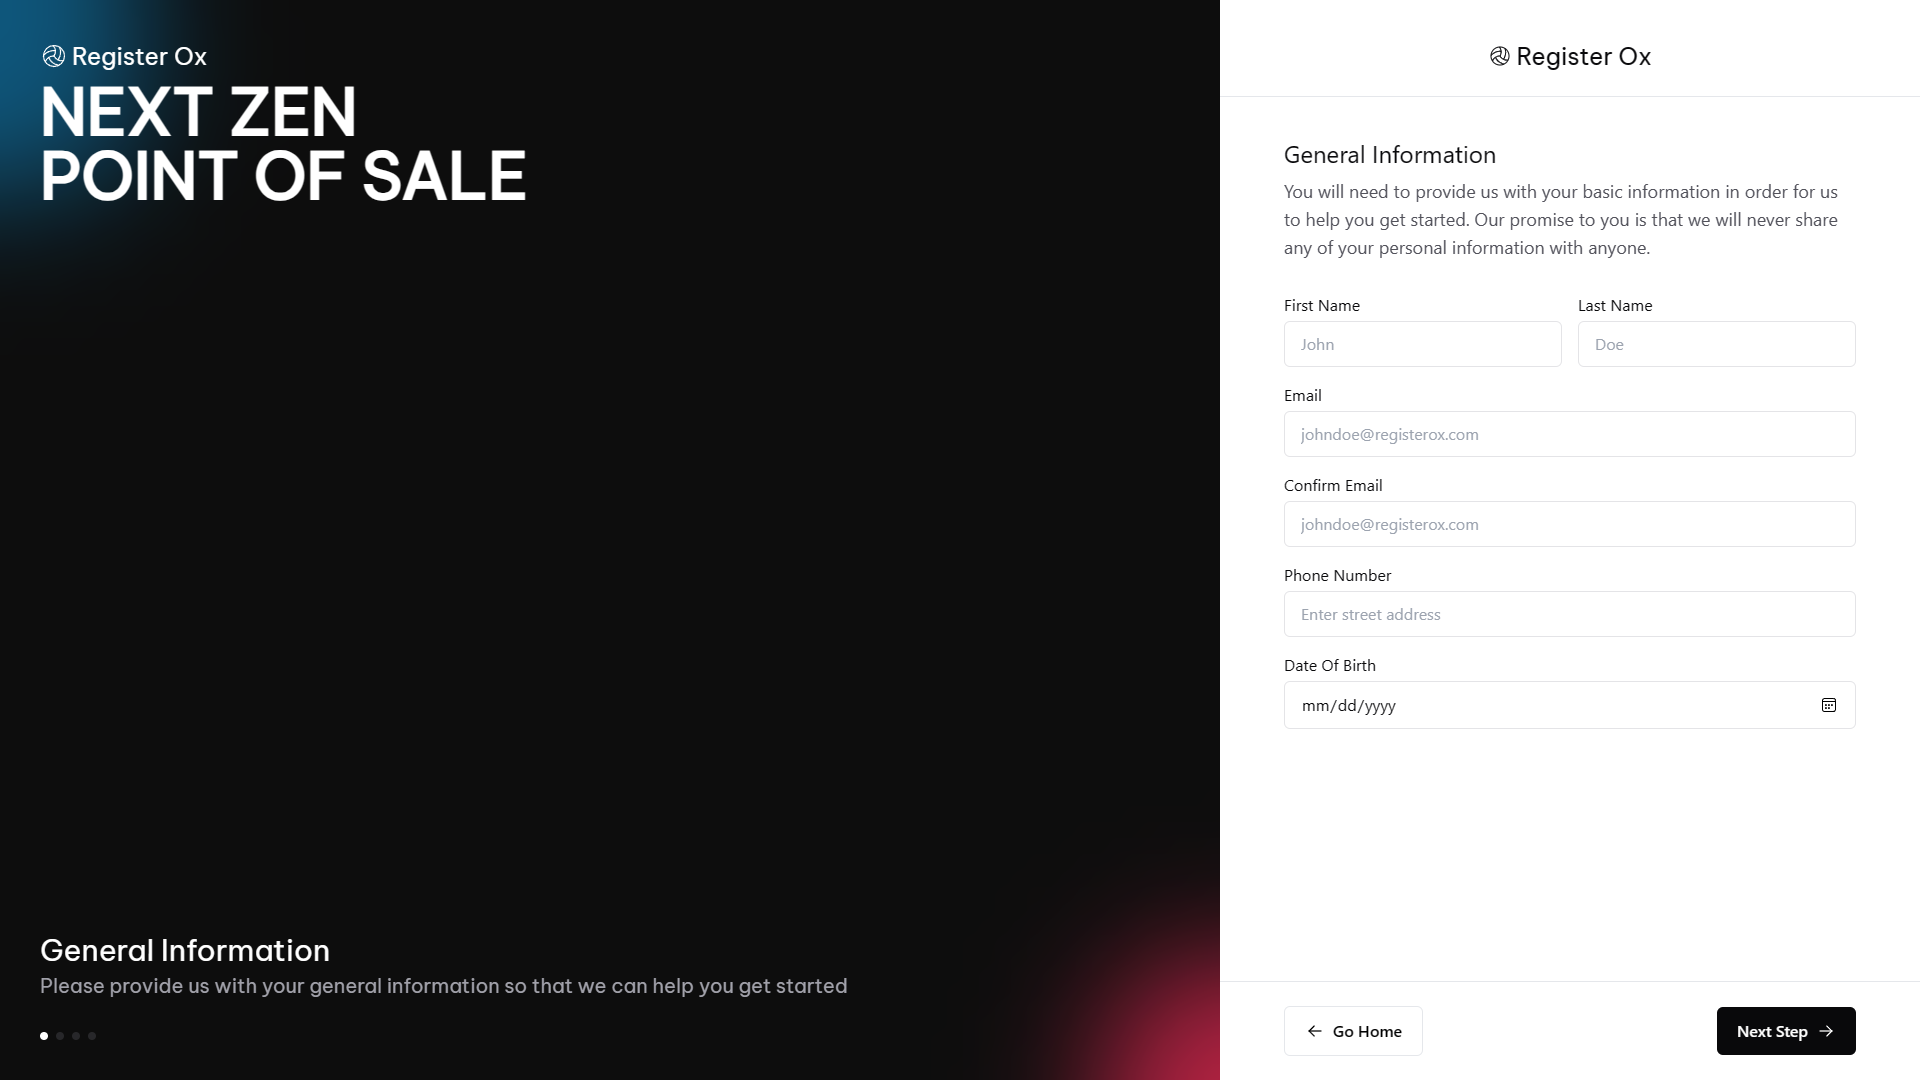 Register Ox
NEXT ZEN
POINT OF SALE
General Information
Please provide us with your general information so that we can help you get started
Register Ox
General Information
You will need to provide us with your basic information in order for us
to help you get started. Our promise to you is that we will never share
any of your personal information with anyone.
First Name
Last Name
John
Doe
Email
johndoe@registerox.com
Confirm Email
johndoe@registerox.com
Phone Number
Enter street address
Date Of Birth
mm/dd/yyyy
Go Home
Next Step